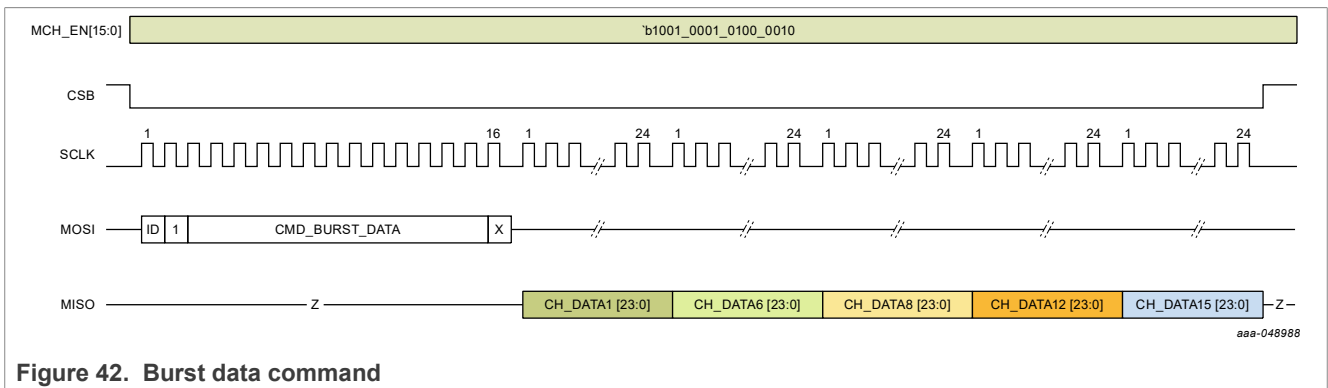 MCH_EN[15:0] `b1001_0001_0100_0010
CSB
1 16 1 24 1 24 1 24 1 24 1 24
SCLK
MOSI ID 1 CMD_BURST_DATA X
MISO Z CH_DATA1 [23:0] CH_DATA6 [23:0] CH_DATA8 [23:0] CH_DATA12 [23:0] CH_DATA15 [23:0] Z
aaa-048988
Figure 42. Burst data command